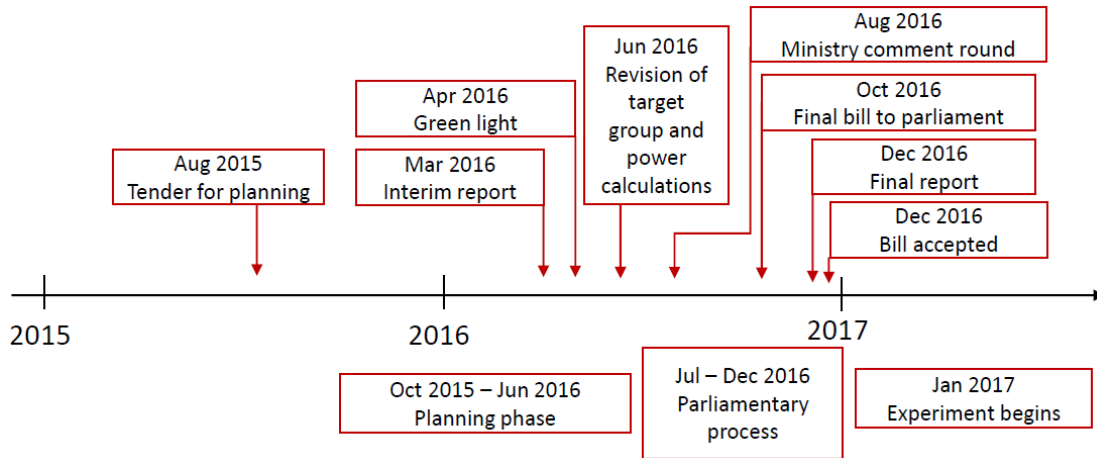 Aug 2015
Tender for planning
Apr 2016
Green light
Mar 2016
Interim report
Jun 2016
Revision of
target
group and
power
calculations
Aug 2016
Ministry comment round
Oct 2016
Final bill to parliament
Dec 2016
Final report
Dec 2016
Bill accepted
2015
2016
2017
Oct 2015 – Jun 2016
Planning phase
Jul – Dec 2016
Parliamentary
process
Jan 2017
Experiment begins